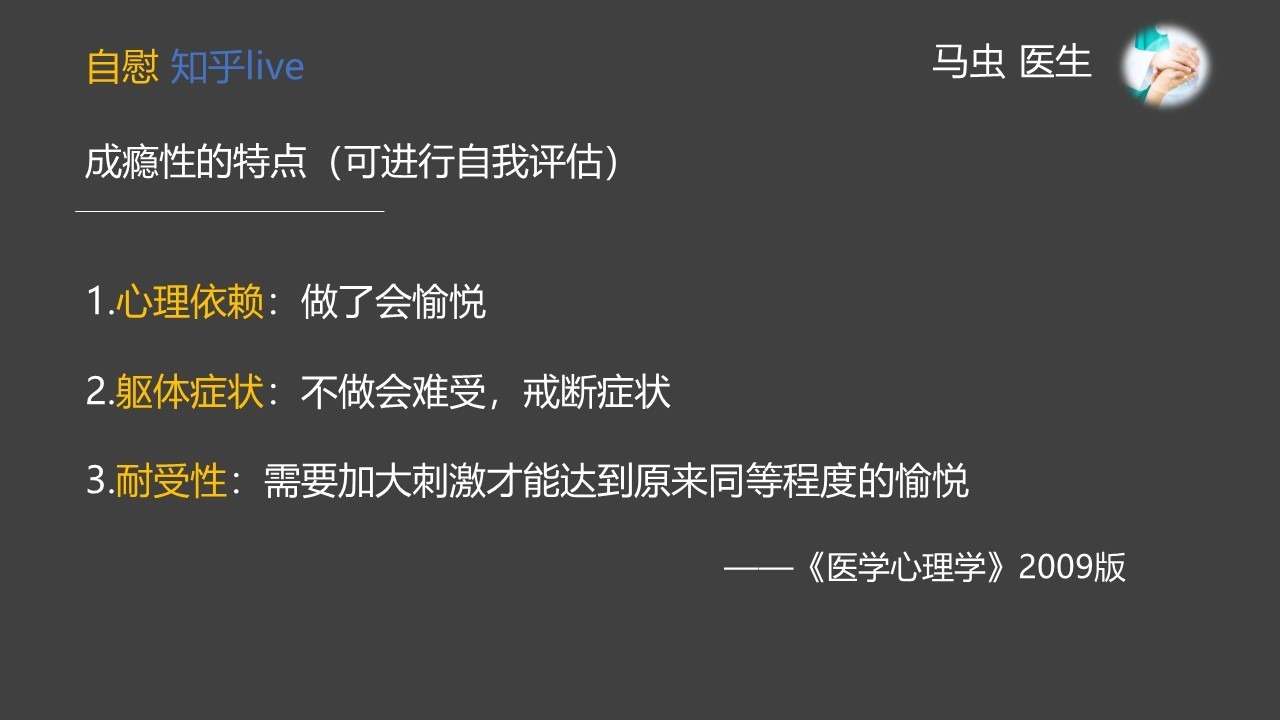 自慰 知乎live
马虫 医生
成瘾性的特点（可进行自我评估）
1.心理依赖：做了会愉悦
2.躯体症状：不做会难受，戒断症状
3.耐受性：需要加大刺激才能达到原来同等程度的愉悦
——《医学心理学》2009版